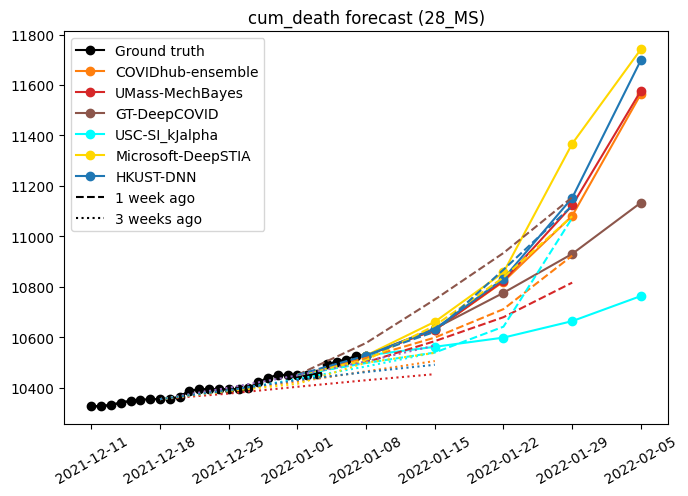 cum_death forecast (28_MS)
Ground truth
COVIDhub-ensemble
UMass-MechBayes
GT-DeepCOVID
USC-SI_kJalpha
Microsoft-DeepSTIA
HKUST-DNN
1 week ago
3 weeks ago
11800
11600
11400
11200
11000
10800
10600
10400
2021-12-11
2021-12-18
2021-12-25
2022-01-01
2022-01-08
2022-01-15
2022-01-22
2022-01-29
2022-02-05